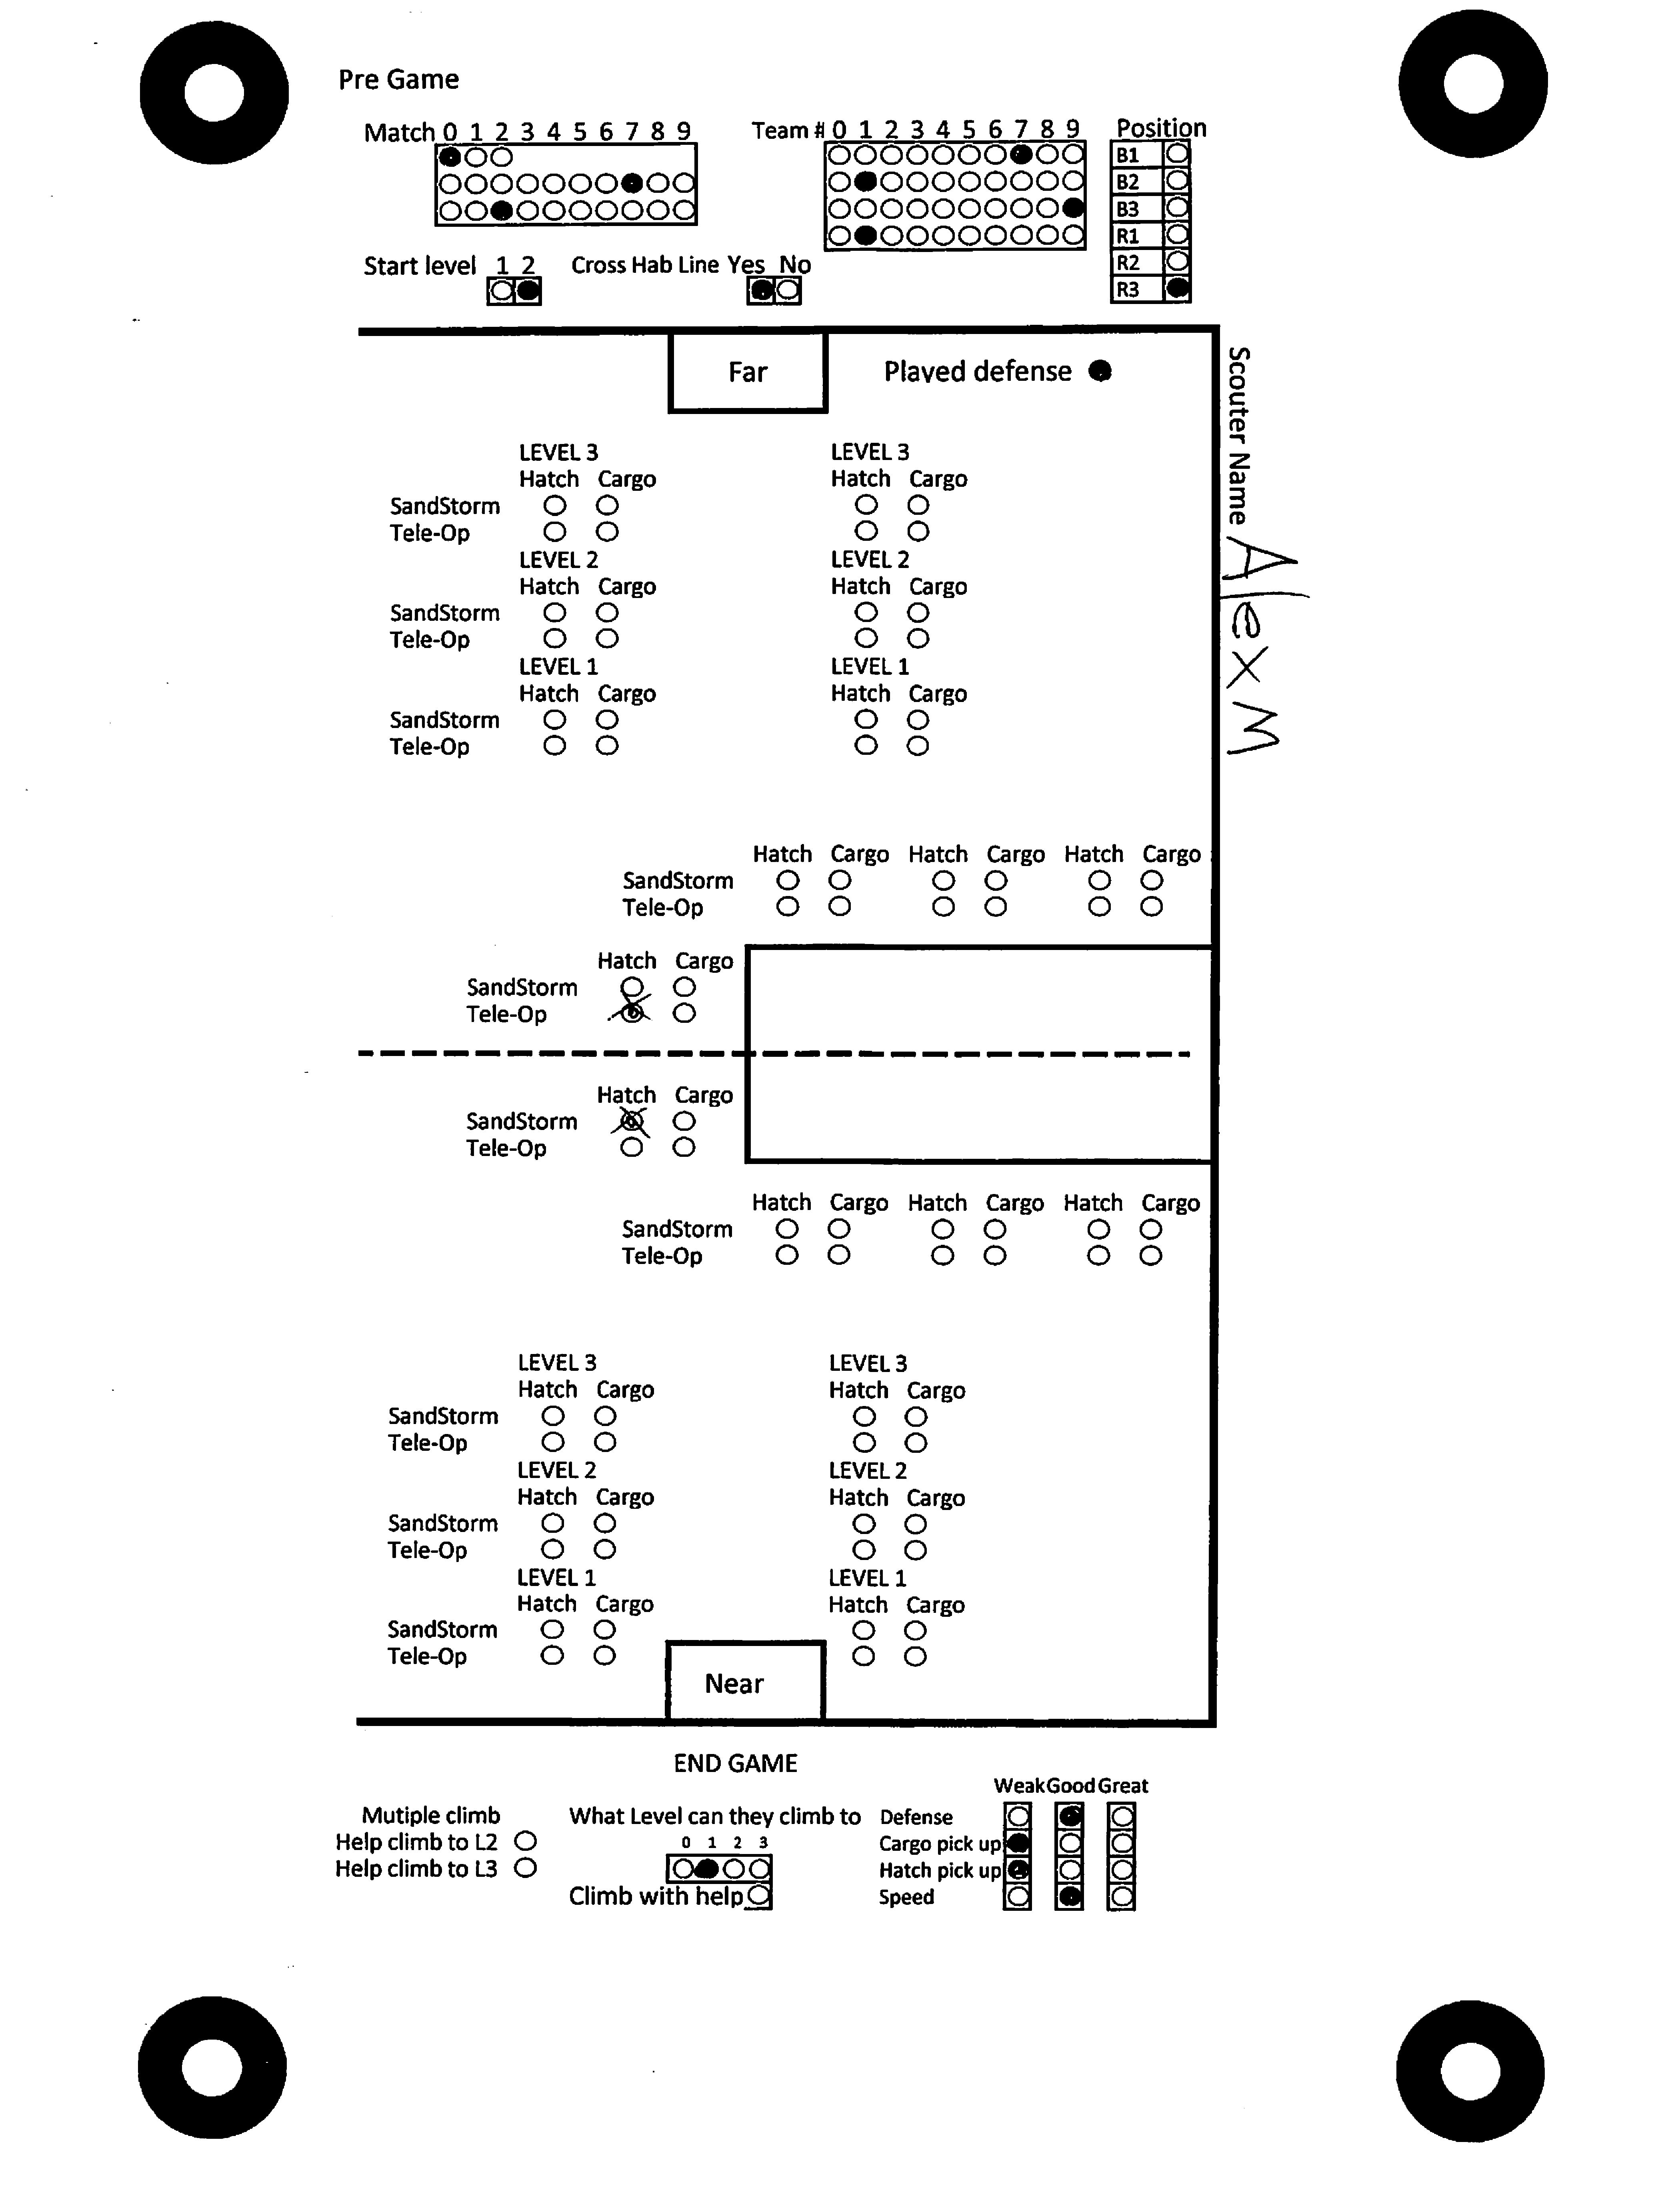 Pre Game
Match 0 1 2 3 4 5 6 7 8 9
Team # 0 1 2 3 4 5 6 7 8 9
Position
B1
B2
B3
R1
R2
R3
Start level 1 2
Cross Hab Line Yes No
Far
Played defense
Scouter Name Alex M
LEVEL 3 LEVEL 3
Hatch Cargo Hatch Cargo
SandStorm
Tele-Op
LEVEL 2 LEVEL 2
Hatch Cargo Hatch Cargo
SandStorm
Tele-Op
LEVEL 1 LEVEL 1
Hatch Cargo Hatch Cargo
SandStorm
Tele-Op
Hatch Cargo Hatch Cargo Hatch Cargo
SandStorm
Tele-Op
Hatch Cargo
SandStorm
Tele-Op
Hatch Cargo
SandStorm
Tele-Op
Hatch Cargo Hatch Cargo Hatch Cargo
SandStorm
Tele-Op
LEVEL 3 LEVEL 3
Hatch Cargo Hatch Cargo
SandStorm
Tele-Op
LEVEL 2 LEVEL 2
Hatch Cargo Hatch Cargo
SandStorm
Tele-Op
LEVEL 1 LEVEL 1
Hatch Cargo Hatch Cargo
SandStorm
Tele-Op
Near
END GAME
Mutiple climb
Help climb to L2
Help climb to L3
What Level can they climb to
0 1 2 3
Climb with help
Weak Good Great
Defense
Cargo pick up
Hatch pick up
Speed